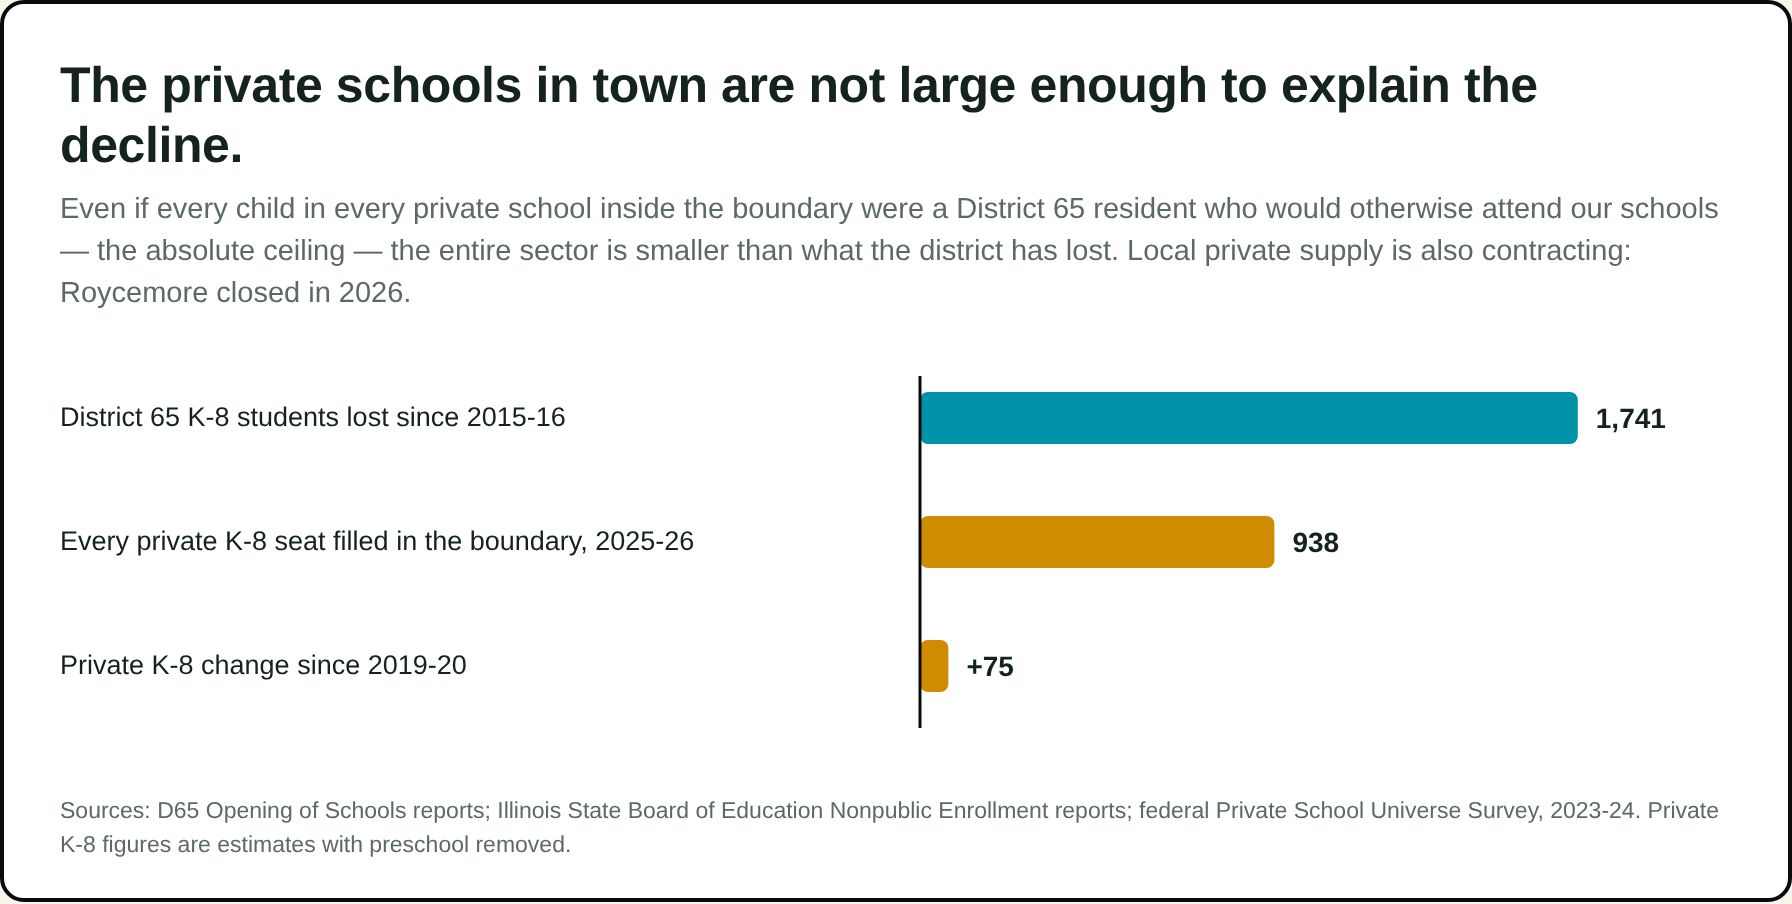 The private schools in town are not large enough to explain the
decline.
Even if every child in every private school inside the boundary were a District 65 resident who would otherwise attend our schools
— the absolute ceiling — the entire sector is smaller than what the district has lost. Local private supply is also contracting:
Roycemore closed in 2026.
District 65 K-8 students lost since 2015-16
1,741
Every private K-8 seat filled in the boundary, 2025-26
938
Private K-8 change since 2019-20
+75
Sources: D65 Opening of Schools reports; Illinois State Board of Education Nonpublic Enrollment reports; federal Private School Universe Survey, 2023-24. Private
K-8 figures are estimates with preschool removed.